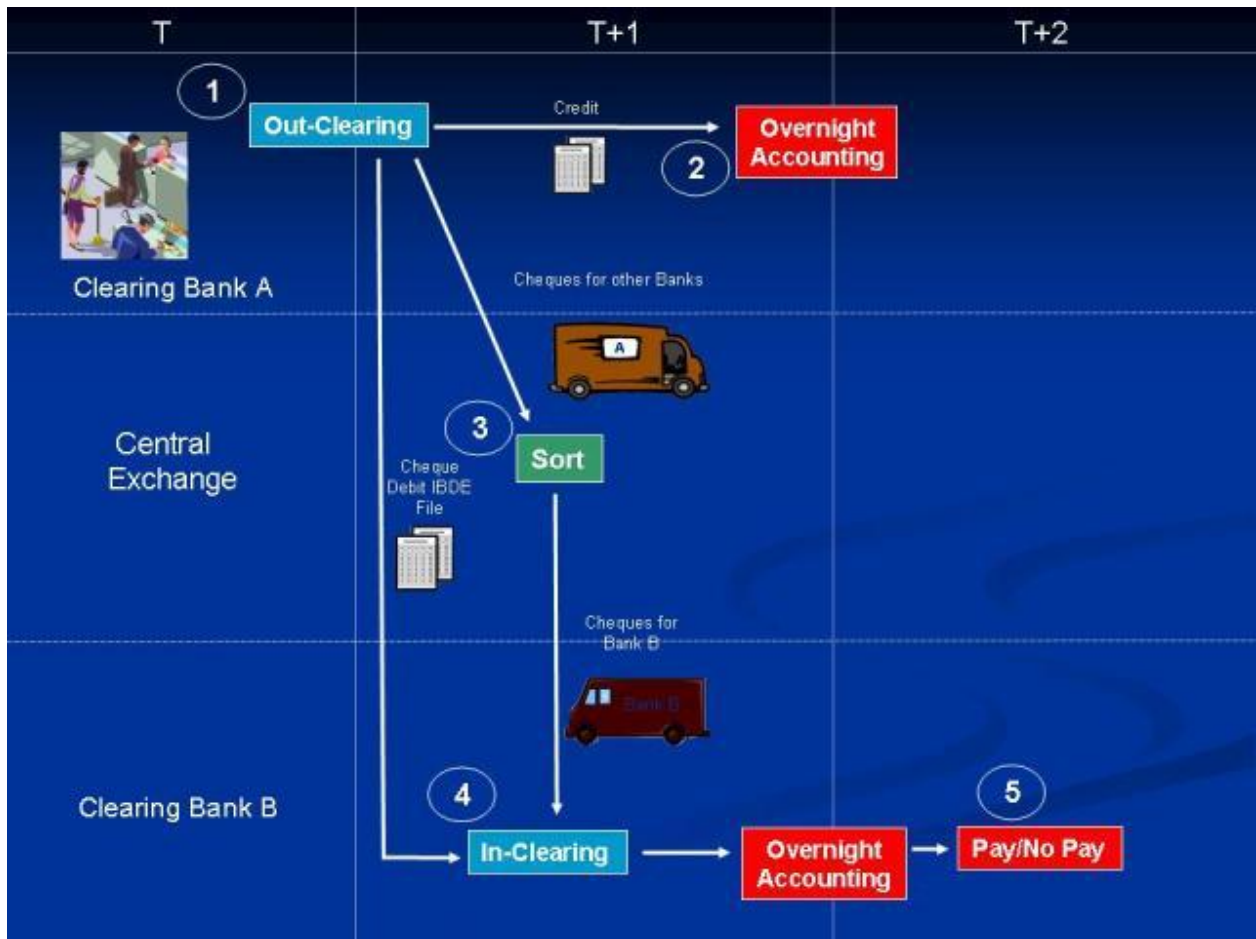 T
T+1
T+2
1
Out-Clearing
Credit
Overnight
Accounting
2
Clearing Bank A
Cheques for other Banks
A
Central
Exchange
3
Sort
Cheque
Debit IBDE
File
Cheques for
Bank B
Bank B
Clearing Bank B
4
In-Clearing
Overnight
Accounting
5
Pay/No Pay